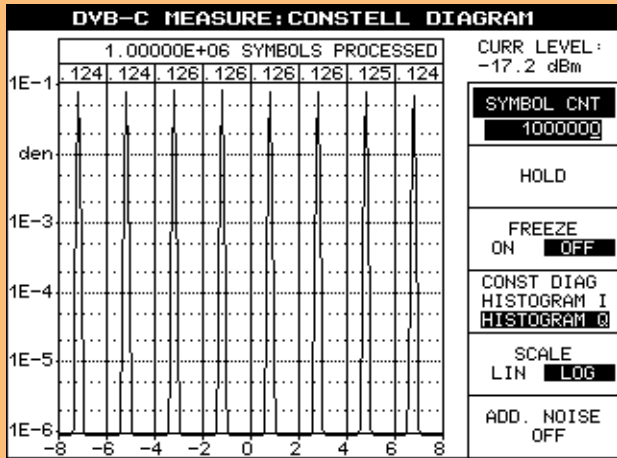 DVB-C MEASURE:CONSTELL DIAGRAM
1.00000E+06 SYMBOLS PROCESSED
.124 .124 .126 .126 .126 .126 .125 .124
1E-1
den
1E-3
1E-4
1E-5
1E-6
-8 -6 -4 -2 0 2 4 6 8
CURR LEVEL:
-17.2 dBm
SYMBOL CNT
1000000
HOLD
FREEZE
ON OFF
CONST DIAG
HISTOGRAM I
HISTOGRAM Q
SCALE
LIN LOG
ADD. NOISE
OFF